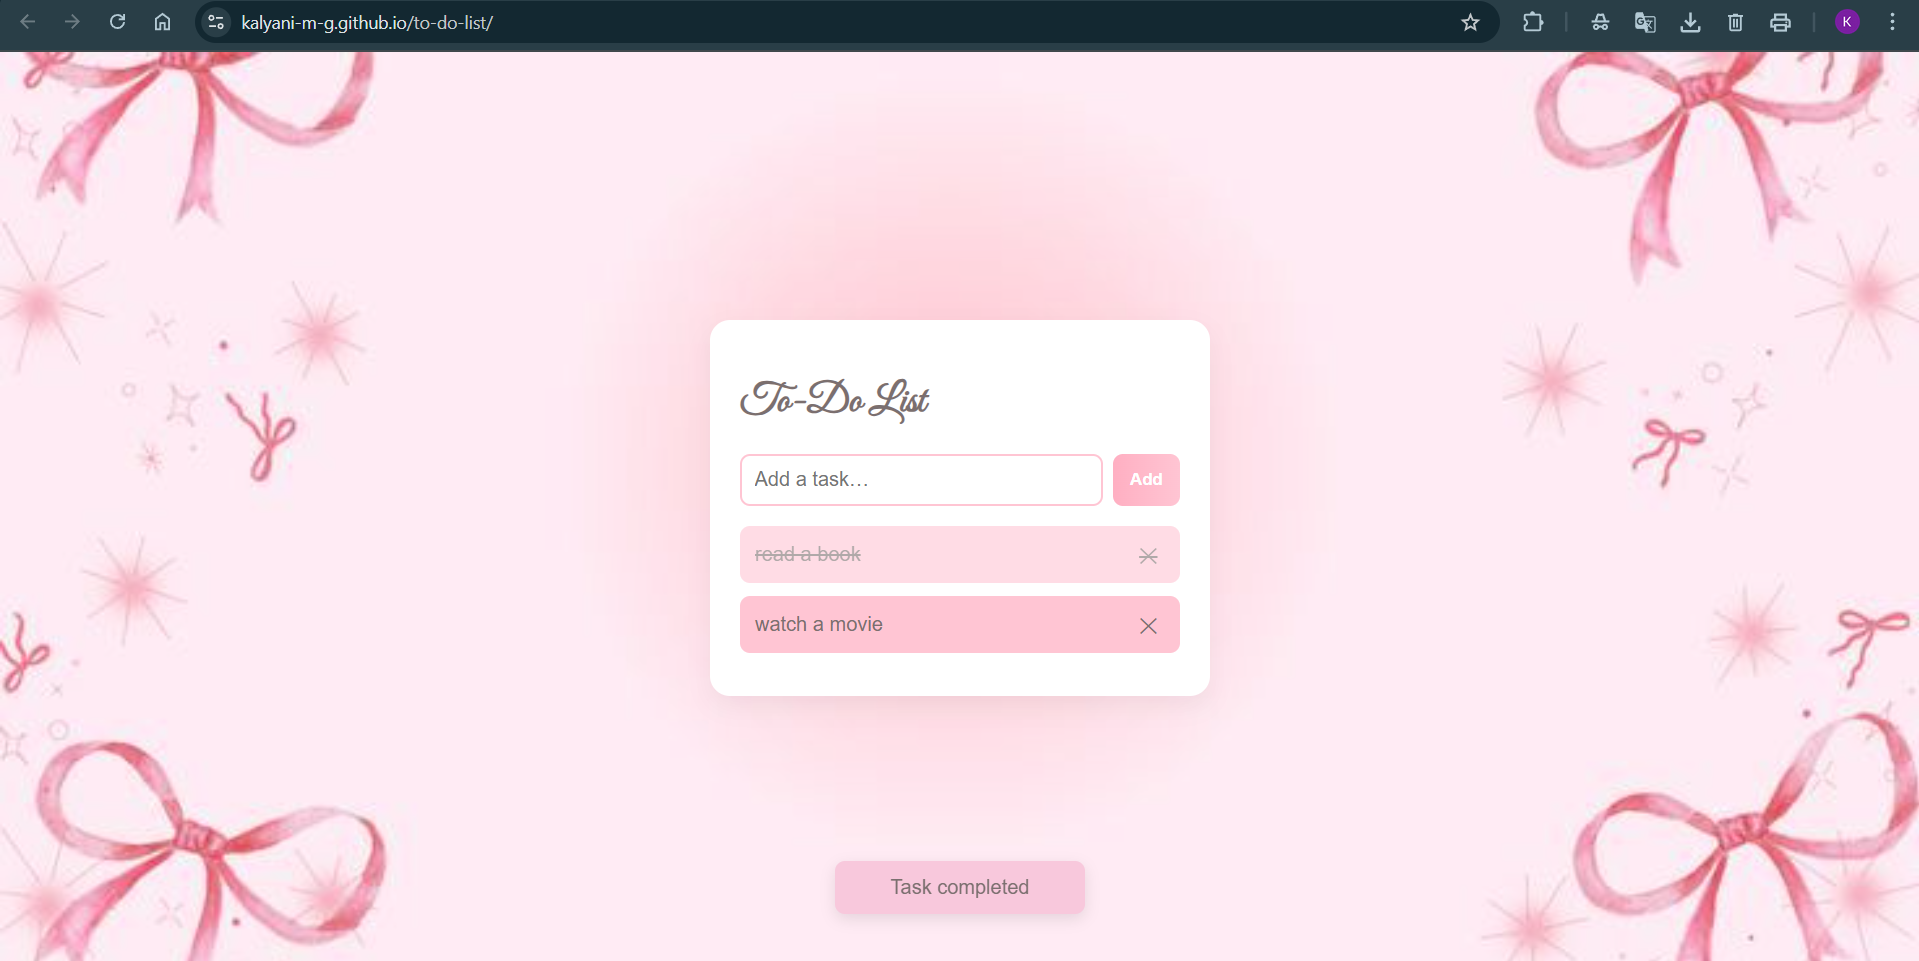 kalyani-m-g.github.io/to-do-list/
K
To-Do List
Add a task...
Add
read a book
watch a movie
Task completed